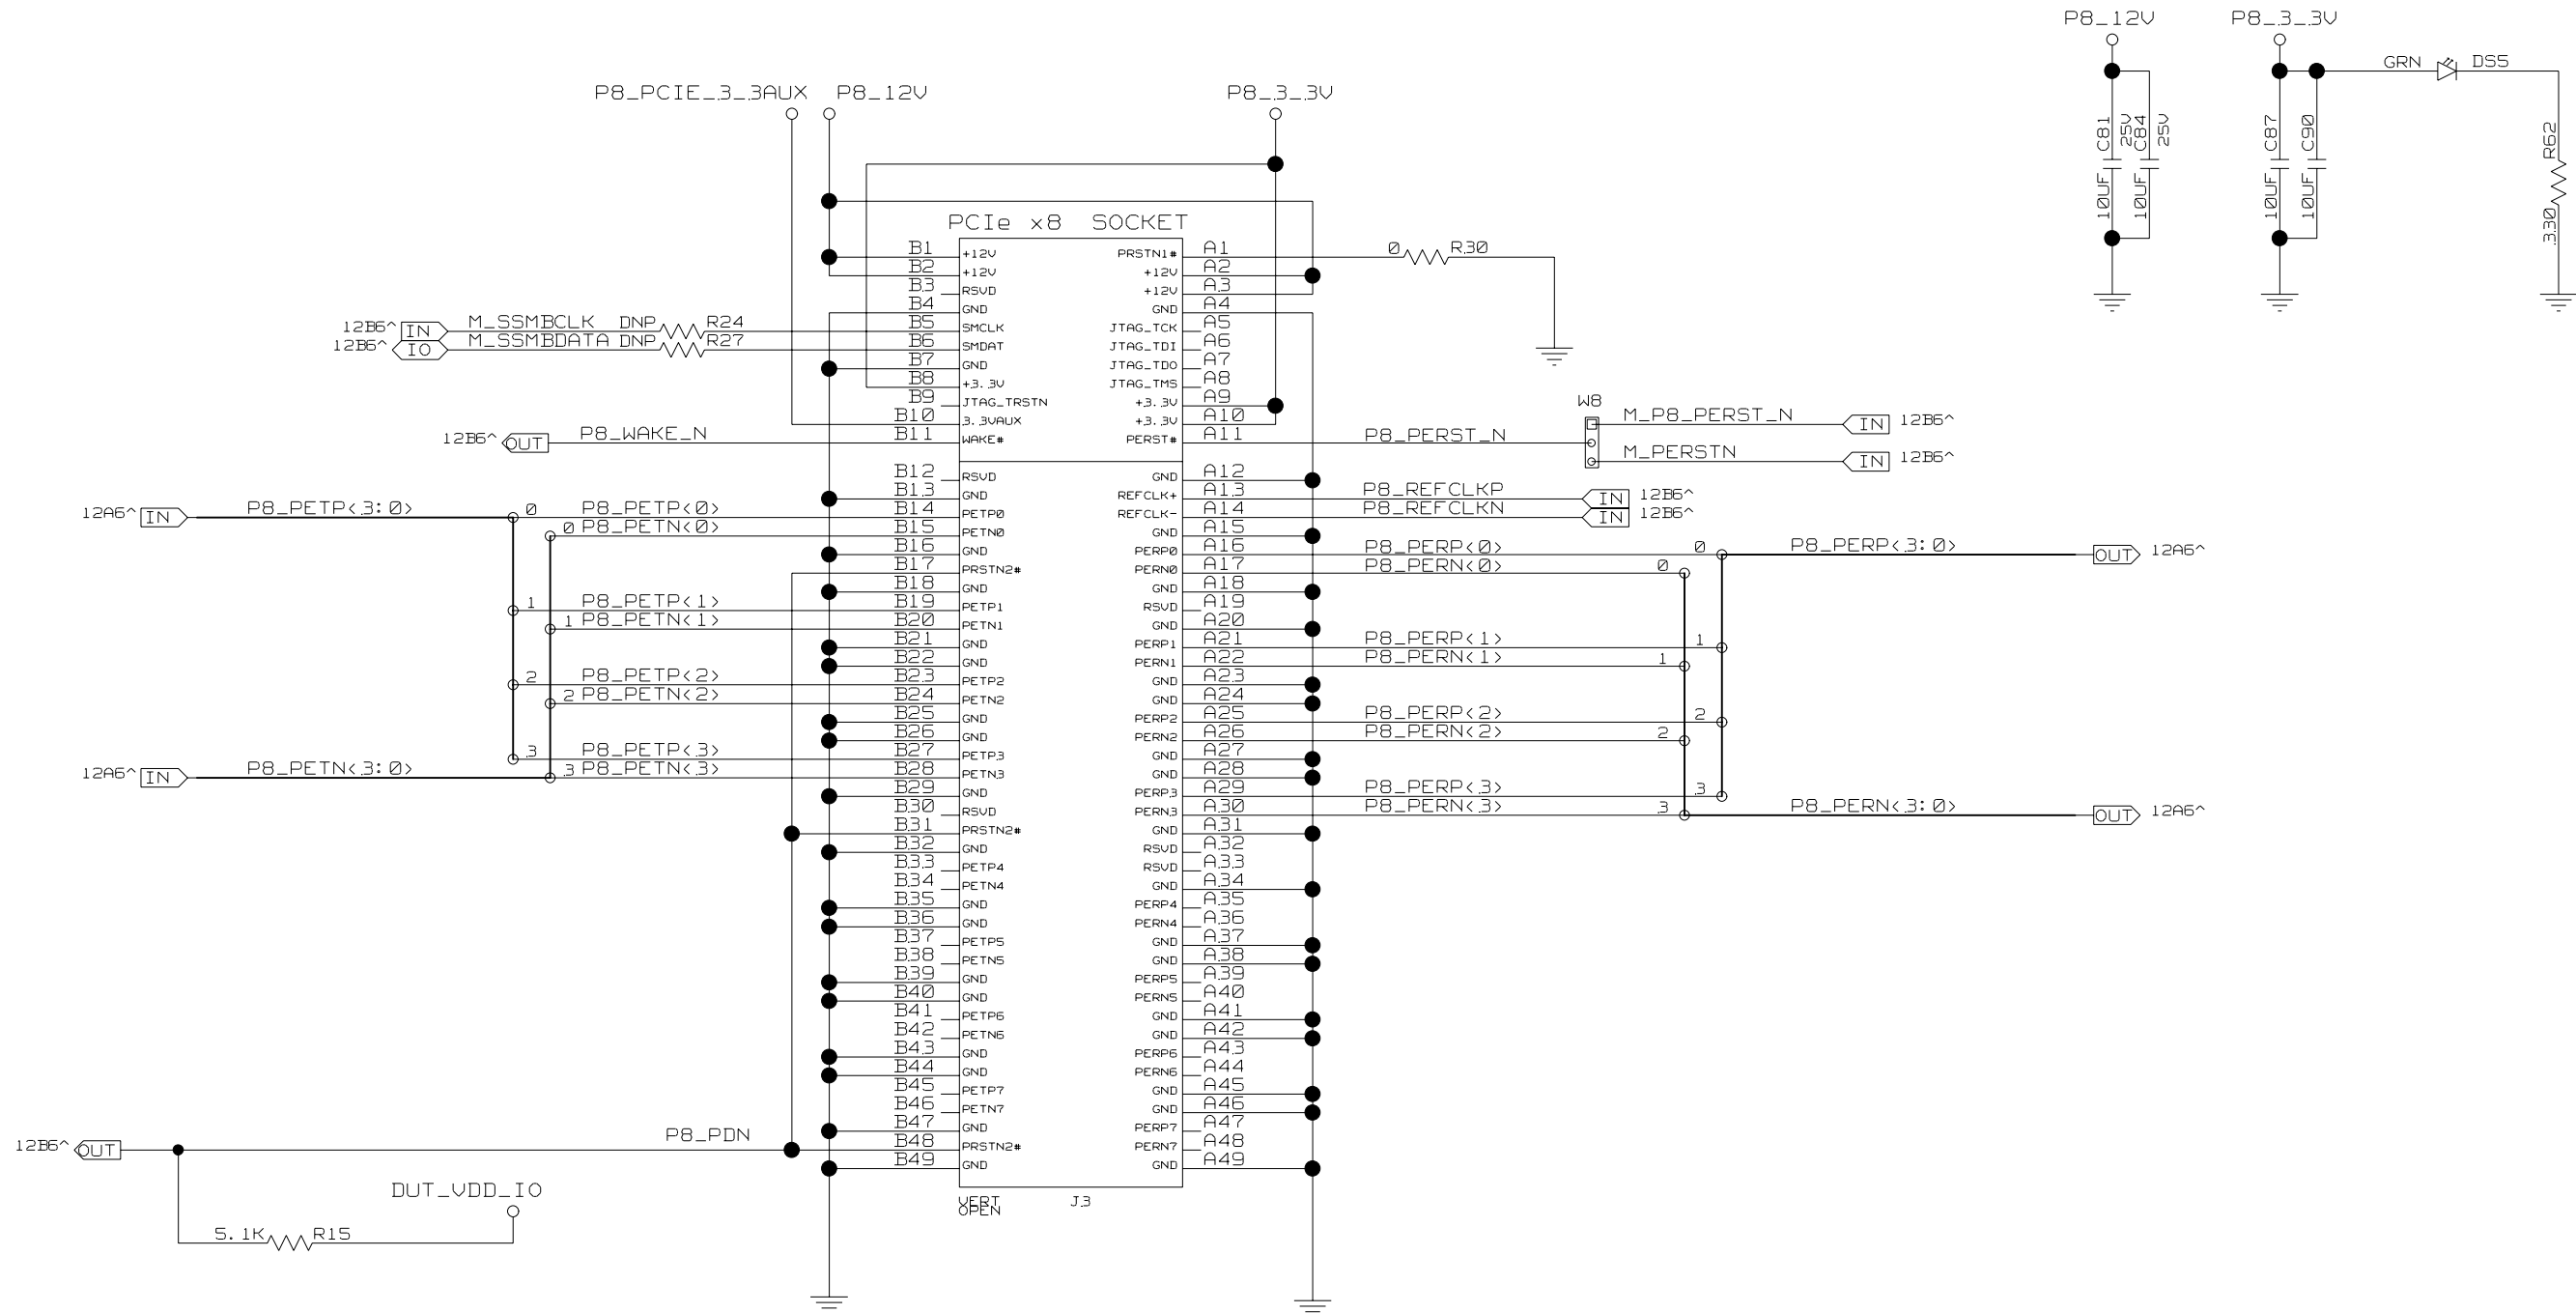 P8_12V P8_3_3V
GRN DS5
P8_PCIE_3_3AUX P8_12V P8_3_3V
C81 25V C84 25V C87 C90 R62
10UF 10UF 10UF 10UF 330
PCIe x8 SOCKET
B1 +12V PRSTN1# A1 0 R30
B2 +12V +12V A2
B3 RSVD +12V A3
B4 GND GND A4
12B6^ IN M_SSMBCLK DNP R24 B5 SMCLK JTAG_TCK A5
12B6^ IO M_SSMBDATA DNP R27 B6 SMDAT JTAG_TDI A6
B7 GND JTAG_TDO A7
B8 +3.3V JTAG_TMS A8
B9 JTAG_TRSTN +3.3V A9
W8
B10 3.3VAUX +3.3V A10 M_P8_PERST_N IN 12B6^
12B6^ OUT P8_WAKE_N B11 WAKE# PERST# A11 P8_PERST_N
M_PERSTN IN 12B6^
B12 RSVD GND A12
B13 GND REFCLK+ A13 P8_REFCLKP IN 12B6^
12A6^ IN P8_PETP<3:0> 0 P8_PETP<0> B14 PETP0 REFCLK- A14 P8_REFCLKN IN 12B6^
0 P8_PETN<0> B15 PETN0 GND A15
B16 GND PERP0 A16 P8_PERP<0> 0 P8_PERP<3:0> OUT 12A6^
B17 PRSTN2# PERN0 A17 P8_PERN<0> 0
B18 GND GND A18
1 P8_PETP<1> B19 PETP1 RSVD A19
1 P8_PETN<1> B20 PETN1 GND A20
B21 GND PERP1 A21 P8_PERP<1> 1
B22 GND PERN1 A22 P8_PERN<1> 1
2 P8_PETP<2> B23 PETP2 GND A23
2 P8_PETN<2> B24 PETN2 GND A24
B25 GND PERP2 A25 P8_PERP<2> 2
B26 GND PERN2 A26 P8_PERN<2> 2
3 P8_PETP<3> B27 PETP3 GND A27
12A6^ IN P8_PETN<3:0> 3 P8_PETN<3> B28 PETN3 GND A28
B29 GND PERP3 A29 P8_PERP<3> 3
B30 RSVD PERN3 A30 P8_PERN<3> 3 P8_PERN<3:0> OUT 12A6^
B31 PRSTN2# GND A31
B32 GND RSVD A32
B33 PETP4 RSVD A33
B34 PETN4 GND A34
B35 GND PERP4 A35
B36 GND PERN4 A36
B37 PETP5 GND A37
B38 PETN5 GND A38
B39 GND PERP5 A39
B40 GND PERN5 A40
B41 PETP6 GND A41
B42 PETN6 GND A42
B43 GND PERP6 A43
B44 GND PERN6 A44
B45 PETP7 GND A45
B46 PETN7 GND A46
B47 GND PERP7 A47
12B6^ OUT P8_PDN B48 PRSTN2# PERN7 A48
B49 GND GND A49
DUT_VDD_IO
VERT J3
OPEN
5.1K R15